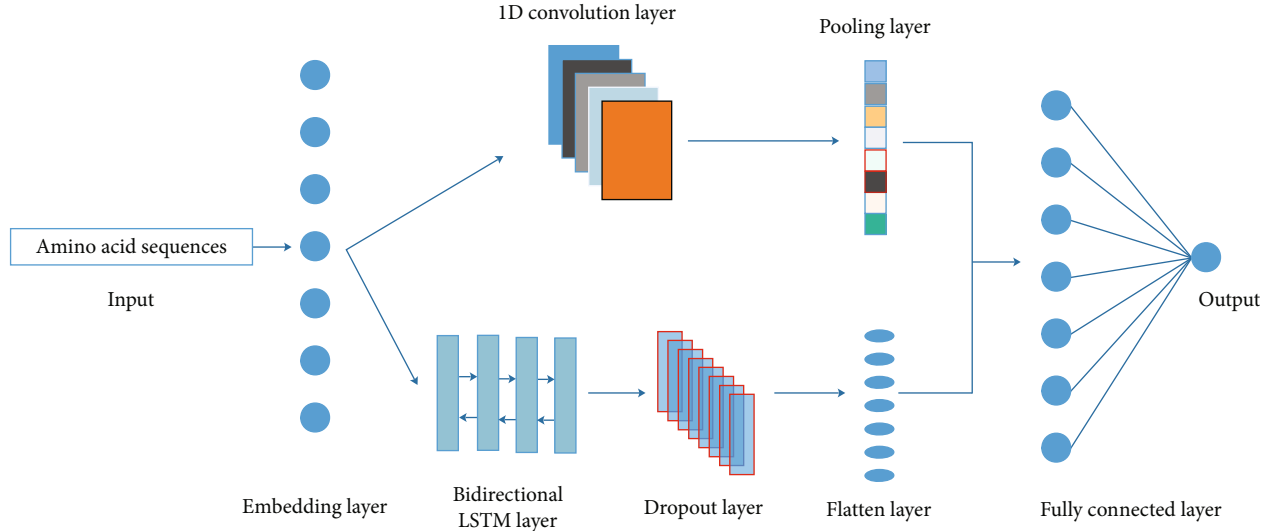 1D convolution layer
Pooling layer
Amino acid sequences
Input
Output
Embedding layer
Bidirectional
LSTM layer
Dropout layer
Flatten layer
Fully connected layer